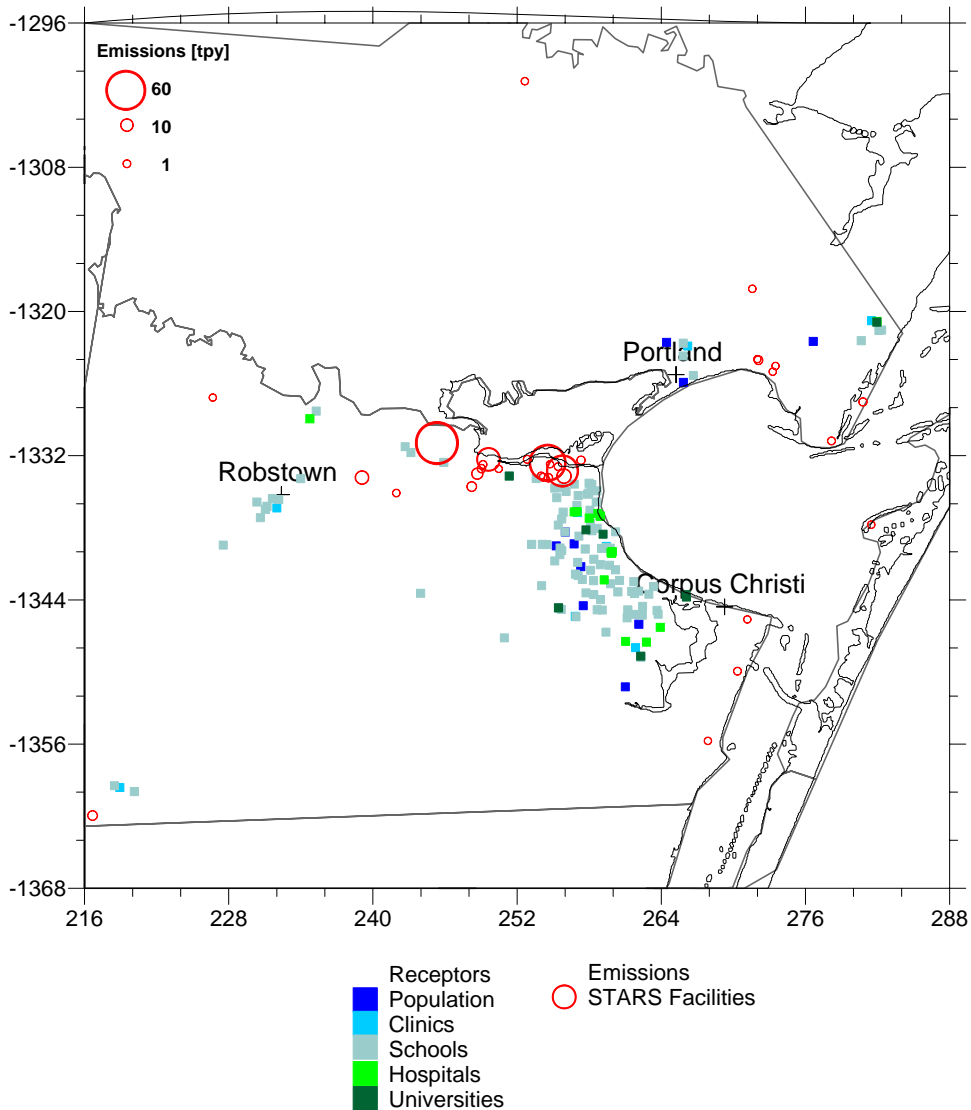 -1296
Emissions [tpy]
60
10
1
-1308
-1320
Portland
-1332
Robstown
Corpus Christi
-1344
-1356
-1368
216 228 240 252 264 276 288
Receptors
Population
Clinics
Schools
Hospitals
Universities
Emissions
STARS Facilities